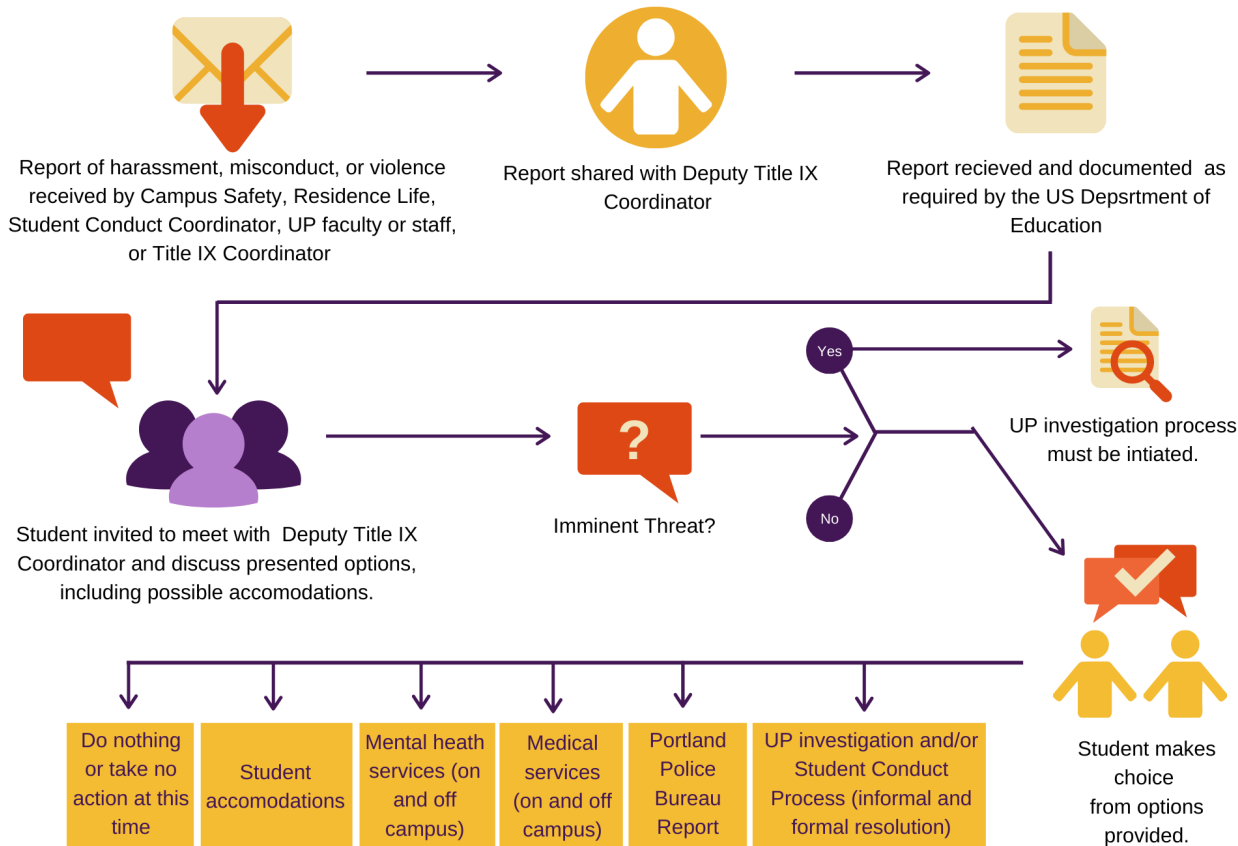 Report of harassment, misconduct, or violence
received by Campus Safety, Residence Life,
Student Conduct Coordinator, UP faculty or staff,
or Title IX Coordinator
Report shared with Deputy Title IX
Coordinator
Report recieved and documented as
required by the US Depsrtment of
Education
Student invited to meet with Deputy Title IX
Coordinator and discuss presented options,
including possible accomodations.
?
Imminent Threat?
Yes
No
UP investigation process
must be intiated.
Student makes
choice
from options
provided.
Do nothing
or take no
action at this
time
Student
accomodations
Mental heath
services (on
and off
campus)
Medical
services
(on and off
campus)
Portland
Police
Bureau
Report
UP investigation and/or
Student Conduct
Process (informal and
formal resolution)